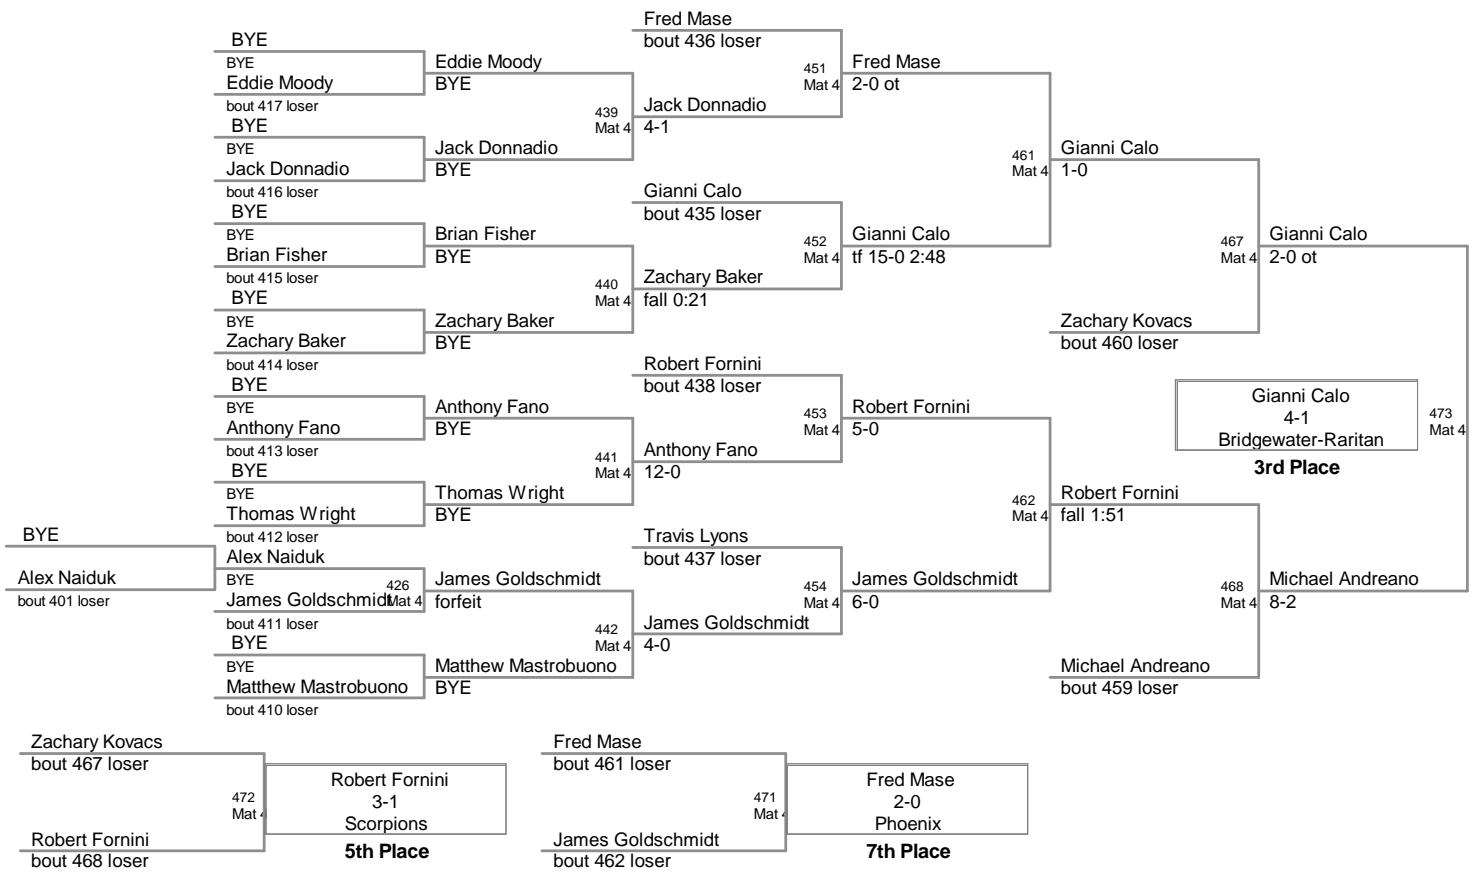 BYE
Alex Naiduk
bout 401 loser
BYE
BYE
Eddie Moody
bout 417 loser
BYE
BYE
Jack Donnadio
bout 416 loser
BYE
BYE
Brian Fisher
bout 415 loser
BYE
BYE
Zachary Baker
bout 414 loser
BYE
BYE
Anthony Fano
bout 413 loser
BYE
BYE
Thomas Wright
bout 412 loser
Alex Naiduk
BYE
James Goldschmidt
bout 411 loser
BYE
BYE
Matthew Mastrobuono
bout 410 loser
426
Mat 4
Eddie Moody
BYE
Jack Donnadio
BYE
Brian Fisher
BYE
Zachary Baker
BYE
Anthony Fano
BYE
Thomas Wright
BYE
James Goldschmidt
forfeit
Matthew Mastrobuono
BYE
439
Mat 4
440
Mat 4
441
Mat 4
442
Mat 4
Fred Mase
bout 436 loser
Jack Donnadio
4-1
Gianni Calo
bout 435 loser
Zachary Baker
fall 0:21
Robert Fornini
bout 438 loser
Anthony Fano
12-0
Travis Lyons
bout 437 loser
James Goldschmidt
4-0
451
Mat 4
452
Mat 4
453
Mat 4
454
Mat 4
Fred Mase
2-0 ot
Gianni Calo
tf 15-0 2:48
Robert Fornini
5-0
James Goldschmidt
6-0
461
Mat 4
462
Mat 4
Gianni Calo
1-0
Zachary Kovacs
bout 460 loser
Robert Fornini
fall 1:51
Michael Andreano
bout 459 loser
467
Mat 4
468
Mat 4
Gianni Calo
2-0 ot
Michael Andreano
8-2
473
Mat 4
Gianni Calo
4-1
Bridgewater-Raritan
3rd Place
Zachary Kovacs
bout 467 loser
Robert Fornini
bout 468 loser
472
Mat 4
Robert Fornini
3-1
Scorpions
5th Place
Fred Mase
bout 461 loser
James Goldschmidt
bout 462 loser
471
Mat 4
Fred Mase
2-0
Phoenix
7th Place